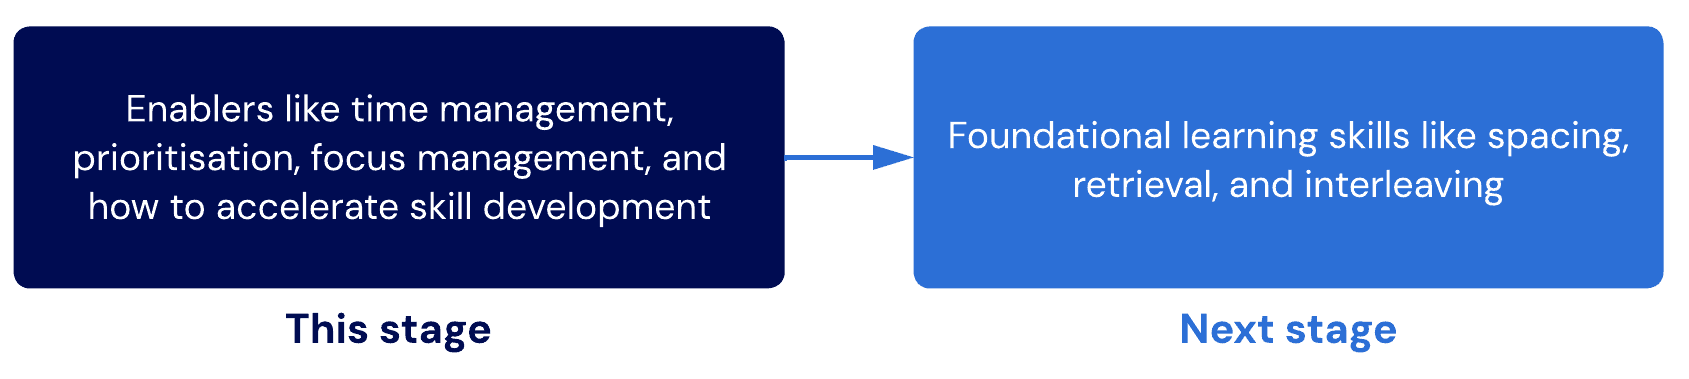 Enablers like time management,
prioritisation, focus management, and
how to accelerate skill development
This stage
Foundational learning skills like spacing,
retrieval, and interleaving
Next stage